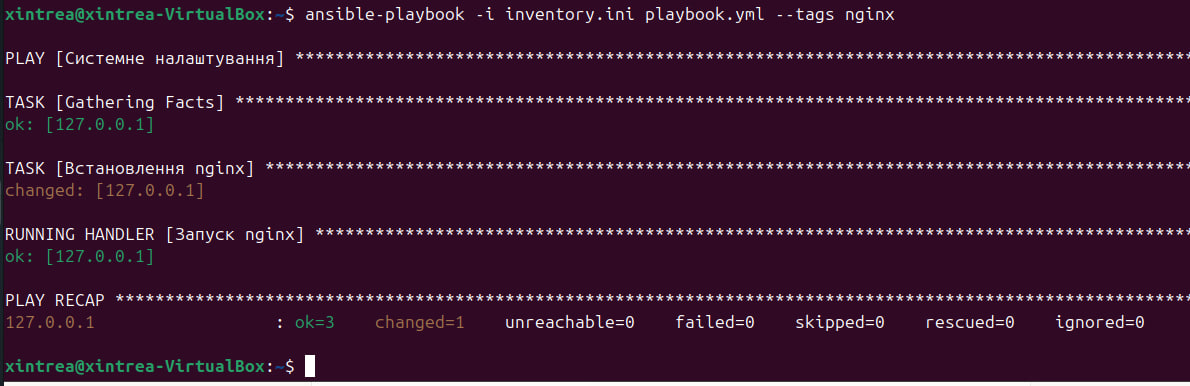 xintrea@xintrea-VirtualBox:~$ ansible-playbook -i inventory.ini playbook.yml --tags nginx
PLAY [Системне налаштування] ******************************************************************************************
TASK [Gathering Facts] ************************************************************************************************
ok: [127.0.0.1]
TASK [Встановлення nginx] *********************************************************************************************
changed: [127.0.0.1]
RUNNING HANDLER [Запуск nginx] ****************************************************************************************
ok: [127.0.0.1]
PLAY RECAP ************************************************************************************************************
127.0.0.1                  : ok=3    changed=1    unreachable=0    failed=0    skipped=0    rescued=0    ignored=0
xintrea@xintrea-VirtualBox:~$